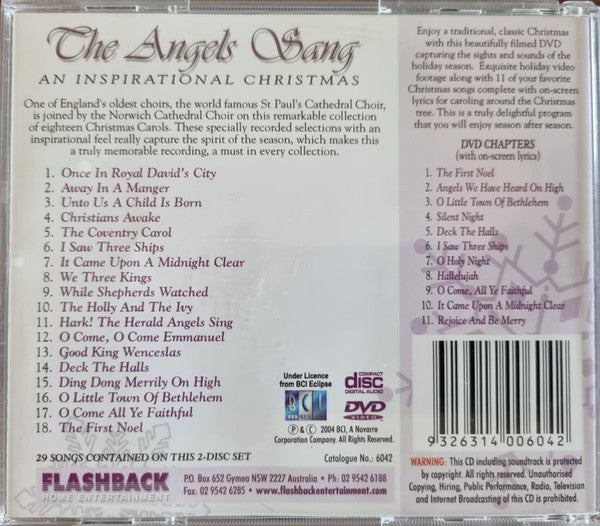 The Angels Sang
AN INSPIRATIONAL CHRISTMAS
One of England's oldest choirs, the world famous St Paul's Cathedral Choir,
is joined by the Norwich Cathedral Choir on this remarkable collection
of eighteen Christmas Carols. These specially recorded selections with an
inspirational feel really capture the spirit of the season, which makes this
a truly memorable recording, a must in every collection.
1. Once In Royal David's City
2. Away In A Manger
3. Unto Us A Child Is Born
4. Christians Awake
5. The Coventry Carol
6. I Saw Three Ships
7. It Came Upon A Midnight Clear
8. We Three Kings
9. While Shepherds Watched
10. The Holly And The Ivy
11. Hark! The Herald Angels Sing
12. O Come, O Come Emmanuel
13. Good King Wenceslas
14. Deck The Halls
15. Ding Dong Merrily On High
16. O Little Town Of Bethlehem
17. O Come All Ye Faithful
18. The First Noel
29 SONGS CONTAINED ON THIS 2-DISC SET
Under Licence
from BCI Eclipse
BCI
COMPACT
disc
DIGITAL AUDIO
DVD
VIDEO
℗ & © 2004 BCI, A Navarre
Corporation Company. All Rights Reserved.
Catalogue No.: 6042
FLASHBACK
HOME ENTERTAINMENT
P.O. Box 652 Gymea NSW 2227 Australia • Ph: 02 9542 6188
Fax: 02 9542 6285 • www.flashbackentertainment.com
Enjoy a traditional, classic Christmas
with this beautifully filmed DVD
capturing the sights and sounds of the
holiday season. Exquisite holiday video
footage along with 11 of your favorite
Christmas songs complete with on-screen
lyrics for caroling around the Christmas
tree. This is a truly delightful program
that you will enjoy season after season.
DVD CHAPTERS
(with on-screen lyrics)
1. The First Noel
2. Angels We Have Heard On High
3. O Little Town Of Bethlehem
4. Silent Night
5. Deck The Halls
6. I Saw Three Ships
7. O Holy Night
8. Hallelujah
9. O Come, All Ye Faithful
10. It Came Upon A Midnight Clear
11. Rejoice And Be Merry
9 326314 006042
WARNING: This CD including soundtrack is protected
by copyright. All rights reserved. Unauthorised
Copying, Hiring, Public Performance, Radio, Television
and Internet Broadcasting of this CD is prohibited.